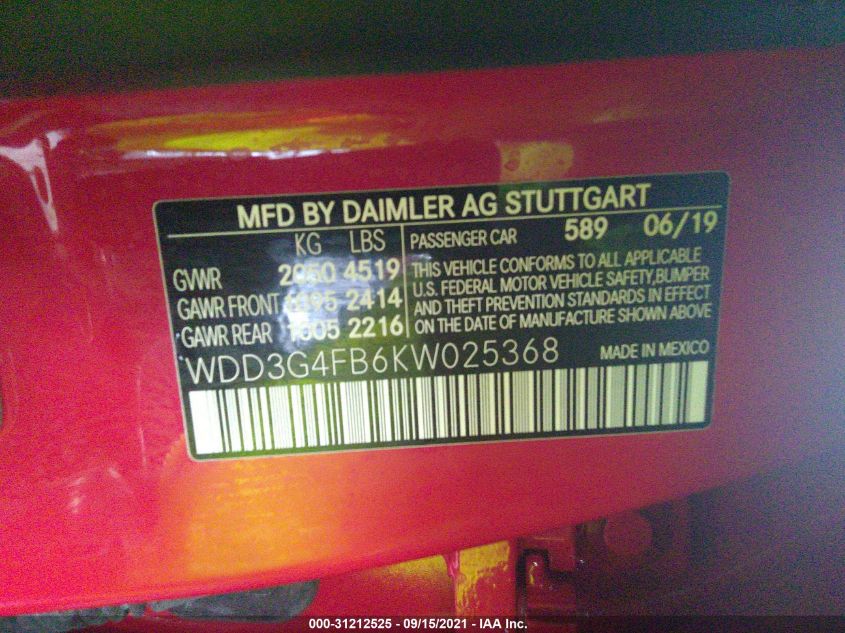 MFD BY DAIMLER AG STUTTGART
KG LBS
GVWR 2050 4519
GAWR FRONT 1095 2414
GAWR REAR 1005 2216
PASSENGER CAR 589 06/19
THIS VEHICLE CONFORMS TO ALL APPLICABLE
U.S. FEDERAL MOTOR VEHICLE SAFETY,BUMPER
AND THEFT PREVENTION STANDARDS IN EFFECT
ON THE DATE OF MANUFACTURE SHOWN ABOVE
WDD3G4FB6KW025368 MADE IN MEXICO
000-31212525 - 09/15/2021 - IAA Inc.